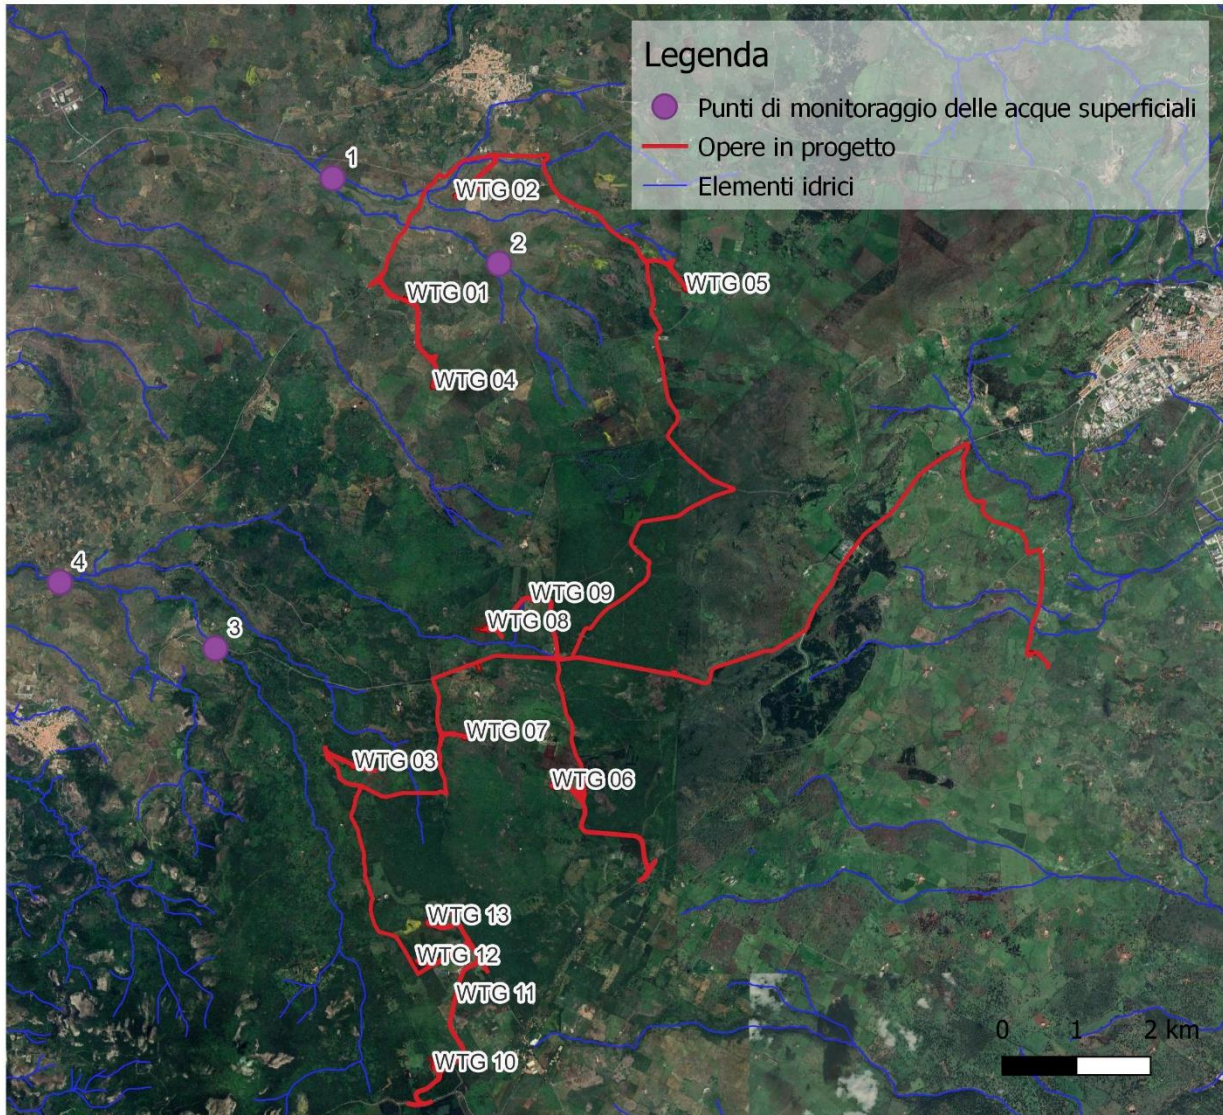 Legenda
Punti di monitoraggio delle acque superficiali
Opere in progetto
Elementi idrici
1
WTG 02
2
WTG 05
WTG 01
WTG 04
4
WTG 09
WTG 08
3
WTG 07
WTG 03
WTG 06
WTG 13
WTG 12
WTG 11
0 1 2 km
WTG 10